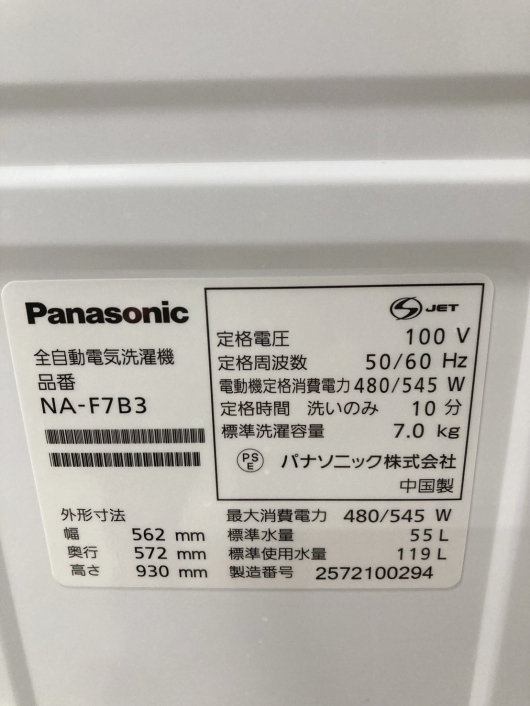 Panasonic
全自動電気洗濯機
品番
NA-F7B3
JET
定格電圧 100 V
定格周波数 50/60 Hz
電動機定格消費電力 480/545 W
定格時間 洗いのみ 10 分
標準洗濯容量 7.0 kg
PS
E
パナソニック株式会社
中国製
外形寸法
幅 562 mm
奥行 572 mm
高さ 930 mm
最大消費電力 480/545 W
標準水量 55 L
標準使用水量 119 L
製造番号 2572100294